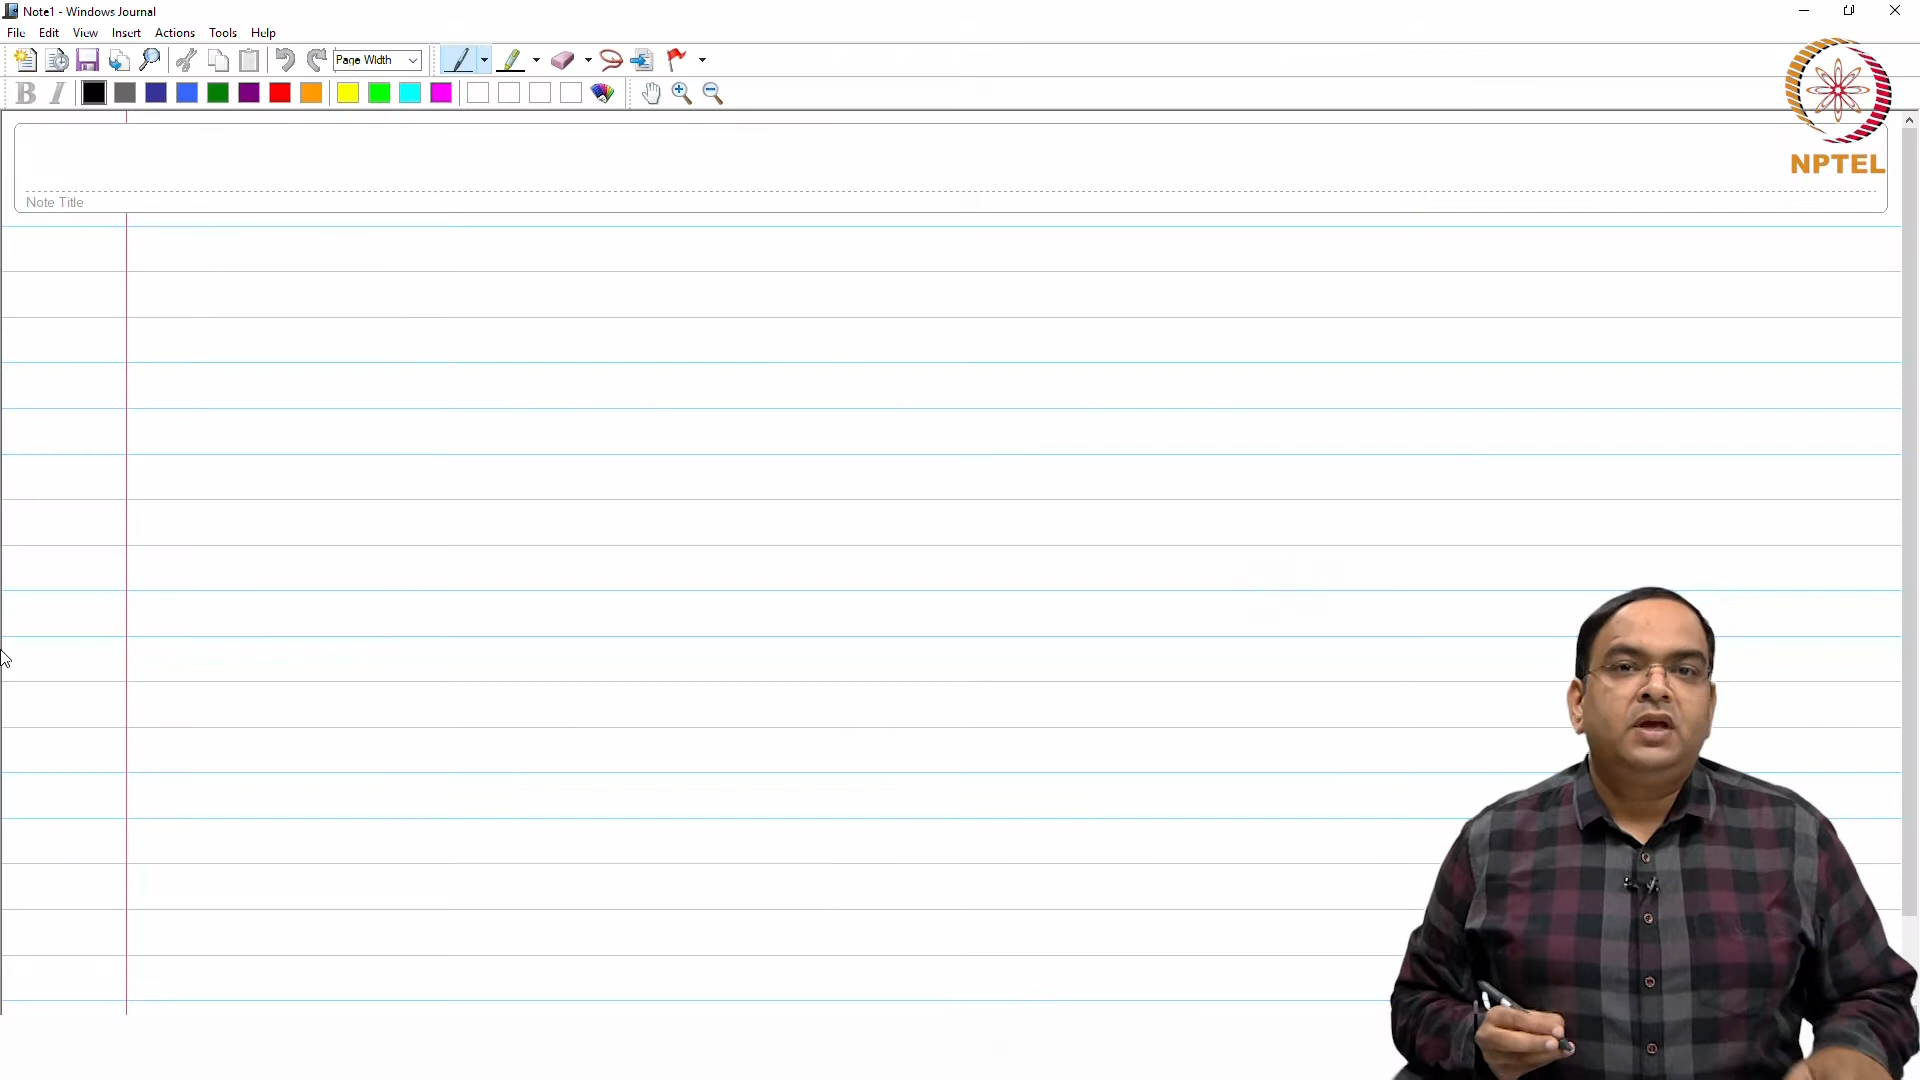 Note1 - Windows Journal
File Edit View Insert Actions Tools Help
Page Width
B I
NPTEL
Note Title